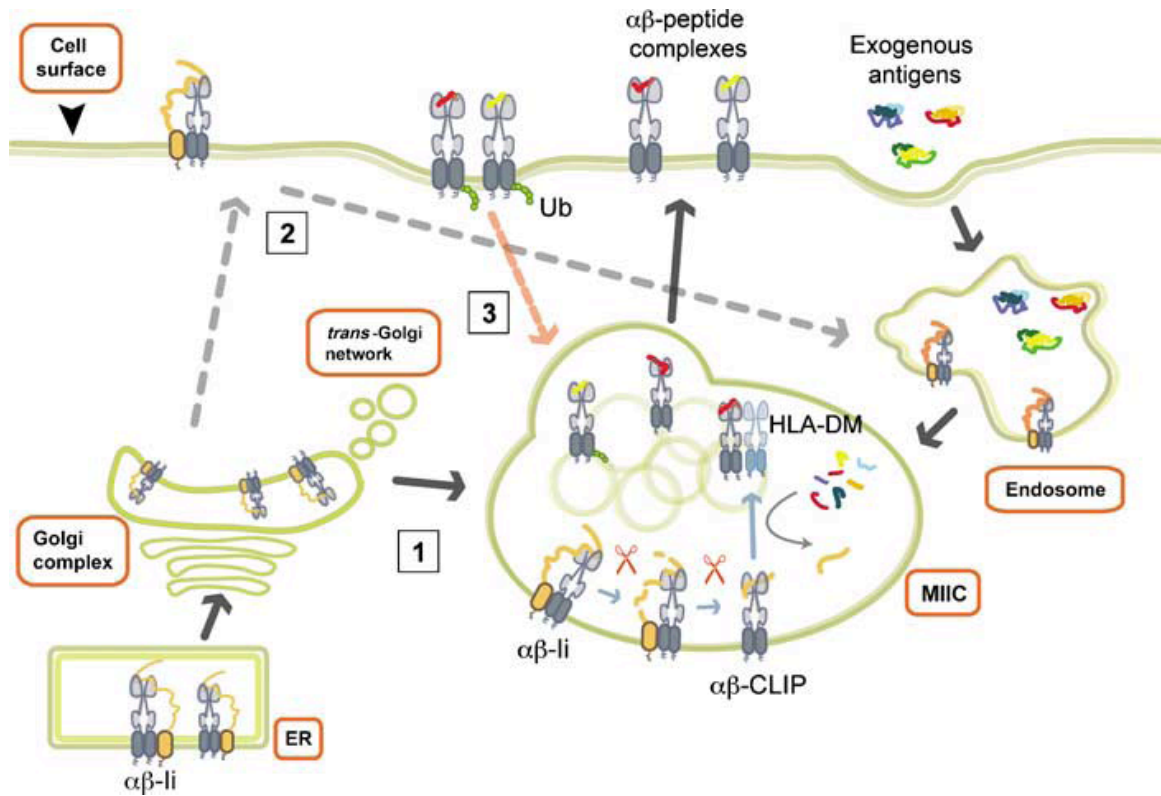 Cell
surface
αβ-peptide
complexes
Exogenous
antigens
Ub
2
3
trans-Golgi
network
HLA-DM
Endosome
Golgi
complex
1
MIIC
αβ-Ii
αβ-CLIP
ER
αβ-Ii